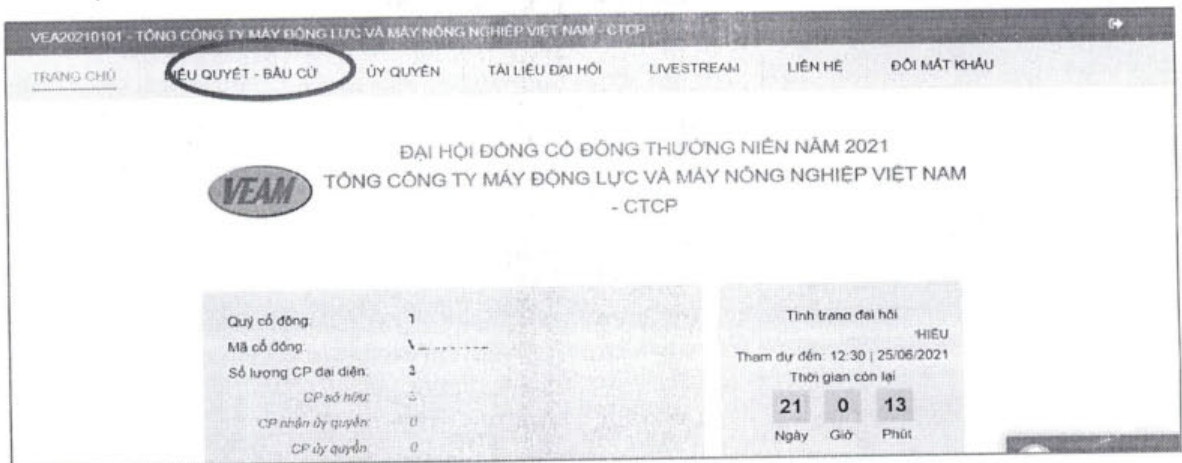 VEA20210101 - TỔNG CÔNG TY MÁY ĐỘNG LỰC VÀ MÁY NÔNG NGHIỆP VIỆT NAM - CTCP
TRANG CHỦ BIỂU QUYẾT - BẦU CỬ ỦY QUYỀN TÀI LIỆU ĐẠI HỘI LIVESTREAM LIÊN HỆ ĐỔI MẬT KHẨU
ĐẠI HỘI ĐỒNG CỔ ĐÔNG THƯỜNG NIÊN NĂM 2021
VEAM
TỔNG CÔNG TY MÁY ĐỘNG LỰC VÀ MÁY NÔNG NGHIỆP VIỆT NAM
- CTCP
Quý cổ đông:
Mã cổ đông:
Số lượng CP đại diện:
CP sở hữu:
CP nhận ủy quyền: 0
CP ủy quyền: 0
Tình trạng đại hội
HIỆU
Tham dự đến: 12:30 | 25/06/2021
Thời gian còn lại
21 0 13
Ngày Giờ Phút